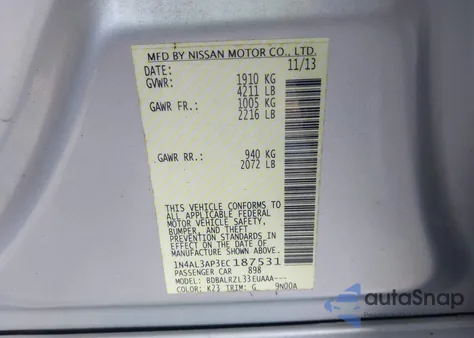 MFD BY NISSAN MOTOR CO., LTD.
DATE: 11/13
GVWR: 1910 KG
4211 LB
GAWR FR.: 1005 KG
2216 LB
GAWR RR.: 940 KG
2072 LB
THIS VEHICLE CONFORMS TO
ALL APPLICABLE FEDERAL
MOTOR VEHICLE SAFETY,
BUMPER, AND THEFT
PREVENTION STANDARDS IN
EFFECT ON THE DATE OF
MANUFACTURE SHOWN ABOVE.
1N4AL3AP3EC187531
PASSENGER CAR 898
MODEL: BDBALRZL33EUAAA---
COLOR: K23 TRIM: G 9N00A
autoSnap